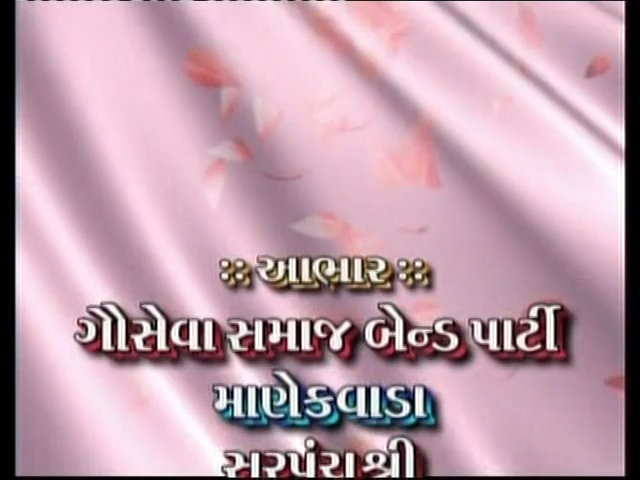 :: આભાર ::
ગૌસેવા સમાજ બેન્ડ પાર્ટી
માણેકવાડા
સરપંચશ્રી